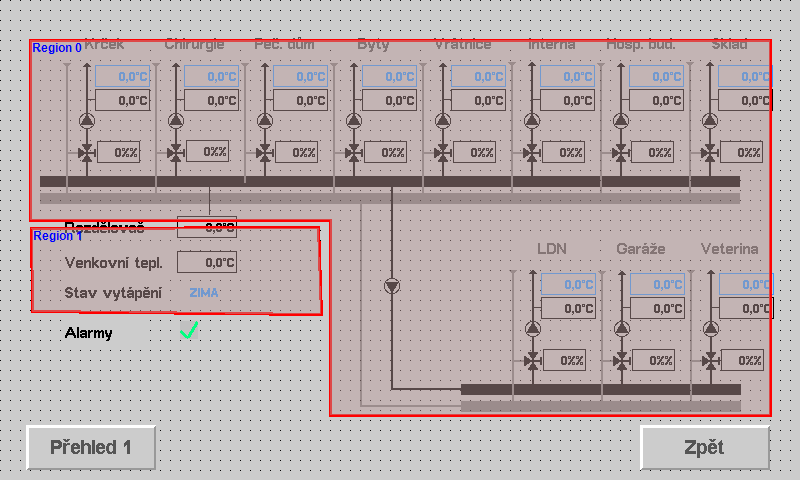 Region 0
Krček Chirurgie Peč. dům Byty Vrátnice Interna Hosp. bud. Sklad
0,0°C 0,0°C 0,0°C 0,0°C 0,0°C 0,0°C 0,0°C 0,0°C
0,0°C 0,0°C 0,0°C 0,0°C 0,0°C 0,0°C 0,0°C 0,0°C
0%% 0%% 0%% 0%% 0%% 0%% 0%% 0%%
Rozdělovač 0,0°C
Region 1
LDN Garáže Veterina
Venkovní tepl. 0,0°C
0,0°C 0,0°C 0,0°C
Stav vytápění ZIMA
0,0°C 0,0°C 0,0°C
Alarmy
0%% 0%% 0%%
Přehled 1 Zpět